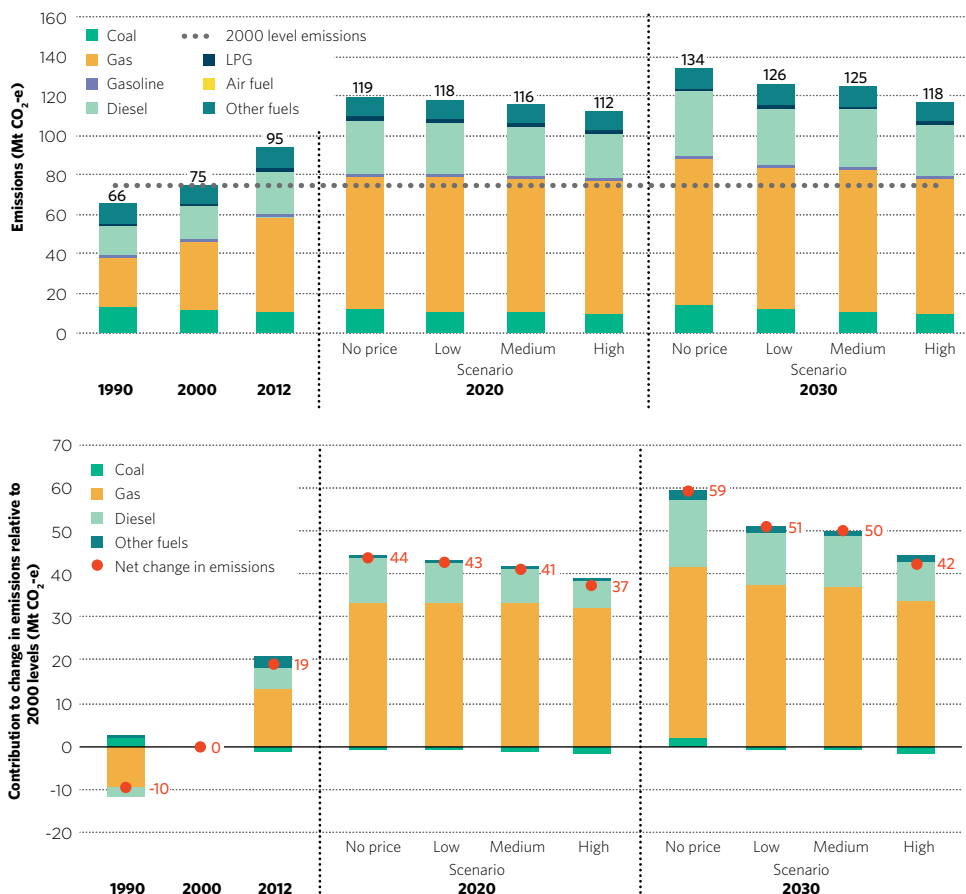 Emissions (Mt CO₂-e)
160
140
120
100
80
60
40
20
0
Coal
Gas
Gasoline
Diesel
2000 level emissions
LPG
Air fuel
Other fuels
66
75
95
119
118
116
112
134
126
125
118
No price
Low
Medium
High
No price
Low
Medium
High
Scenario
Scenario
1990
2000
2012
2020
2030
Contribution to change in emissions relative to
2000 levels (Mt CO₂-e)
70
60
50
40
30
20
10
0
-10
-20
Coal
Gas
Diesel
Other fuels
Net change in emissions
-10
0
19
44
43
41
37
59
51
50
42
No price
Low
Medium
High
No price
Low
Medium
High
Scenario
Scenario
1990
2000
2012
2020
2030